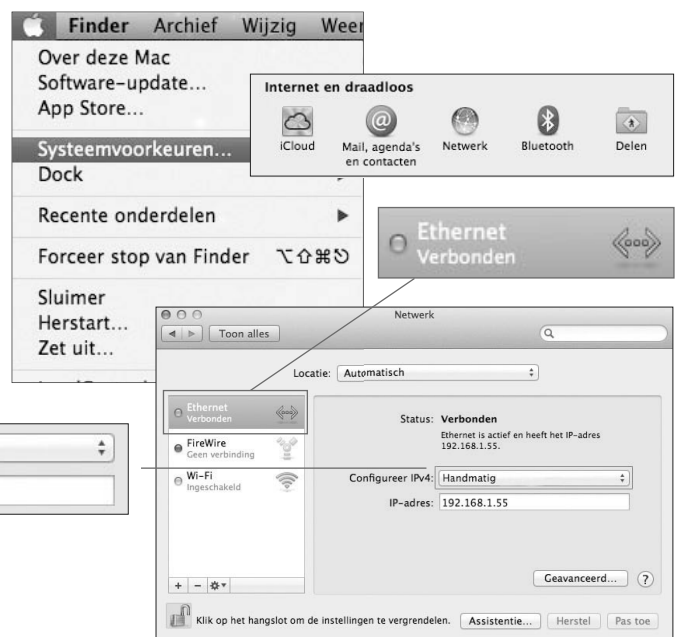 Finder Archief Wijzig Weer
Over deze Mac
Software-update...
App Store...
Systeemvoorkeuren...
Dock
Recente onderdelen
Forceer stop van Finder ⌥⇧⌘⎋
Sluimer
Herstart...
Zet uit...
Internet en draadloos
iCloud
Mail, agenda's
en contacten
Netwerk
Bluetooth
Delen
Ethernet
Verbonden
Netwerk
Toon alles
Locatie: Automatisch
Ethernet
Verbonden
FireWire
Geen verbinding
Wi-Fi
Ingeschakeld
Status: Verbonden
Ethernet is actief en heeft het IP-adres
192.168.1.55.
Configureer IPv4: Handmatig
IP-adres: 192.168.1.55
Geavanceerd... ?
Klik op het hangslot om de instellingen te vergrendelen. Assistentie... Herstel Pas toe